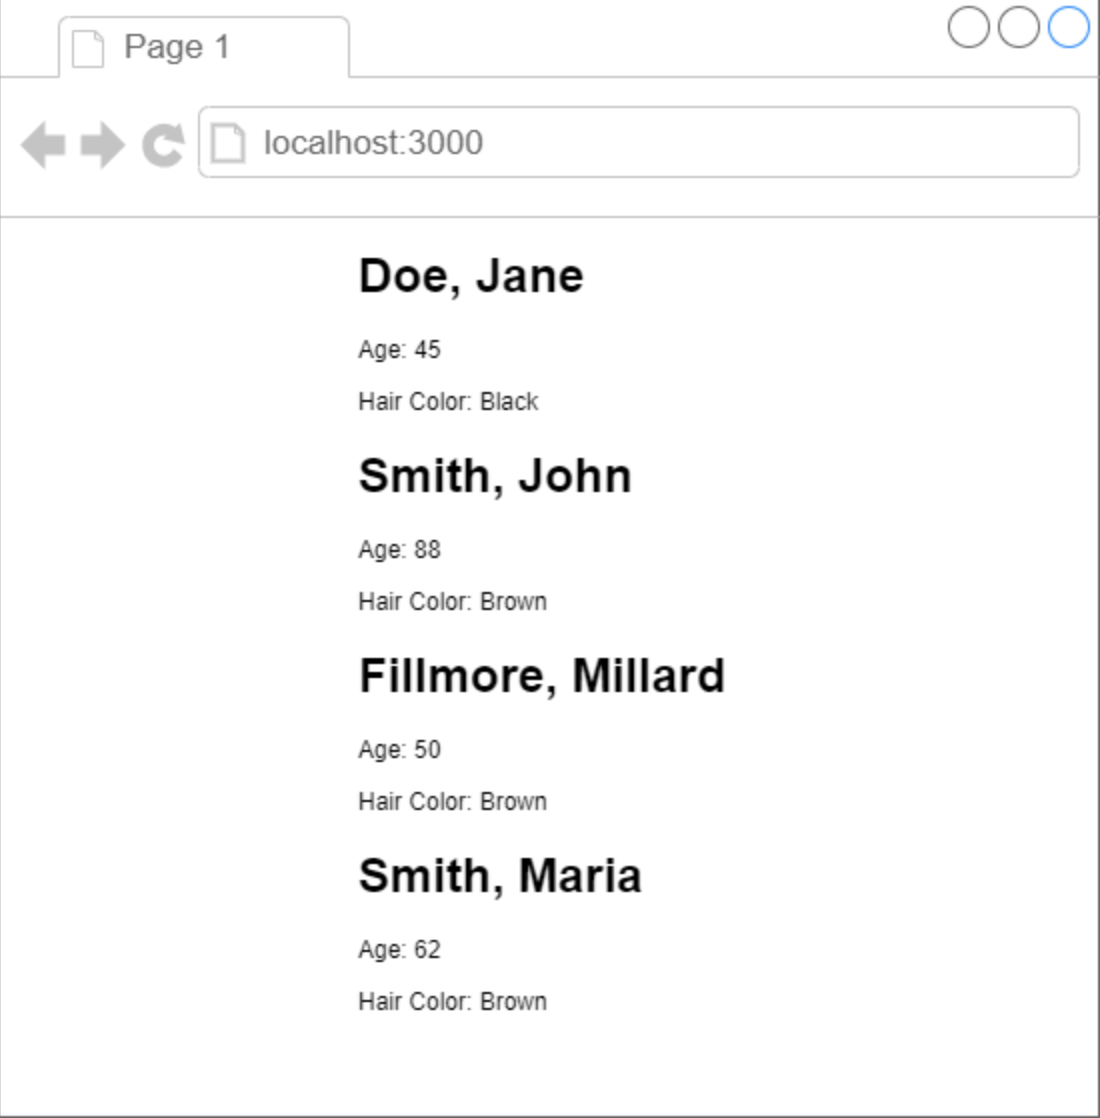 Page 1
localhost:3000
Doe, Jane
Age: 45
Hair Color: Black
Smith, John
Age: 88
Hair Color: Brown
Fillmore, Millard
Age: 50
Hair Color: Brown
Smith, Maria
Age: 62
Hair Color: Brown